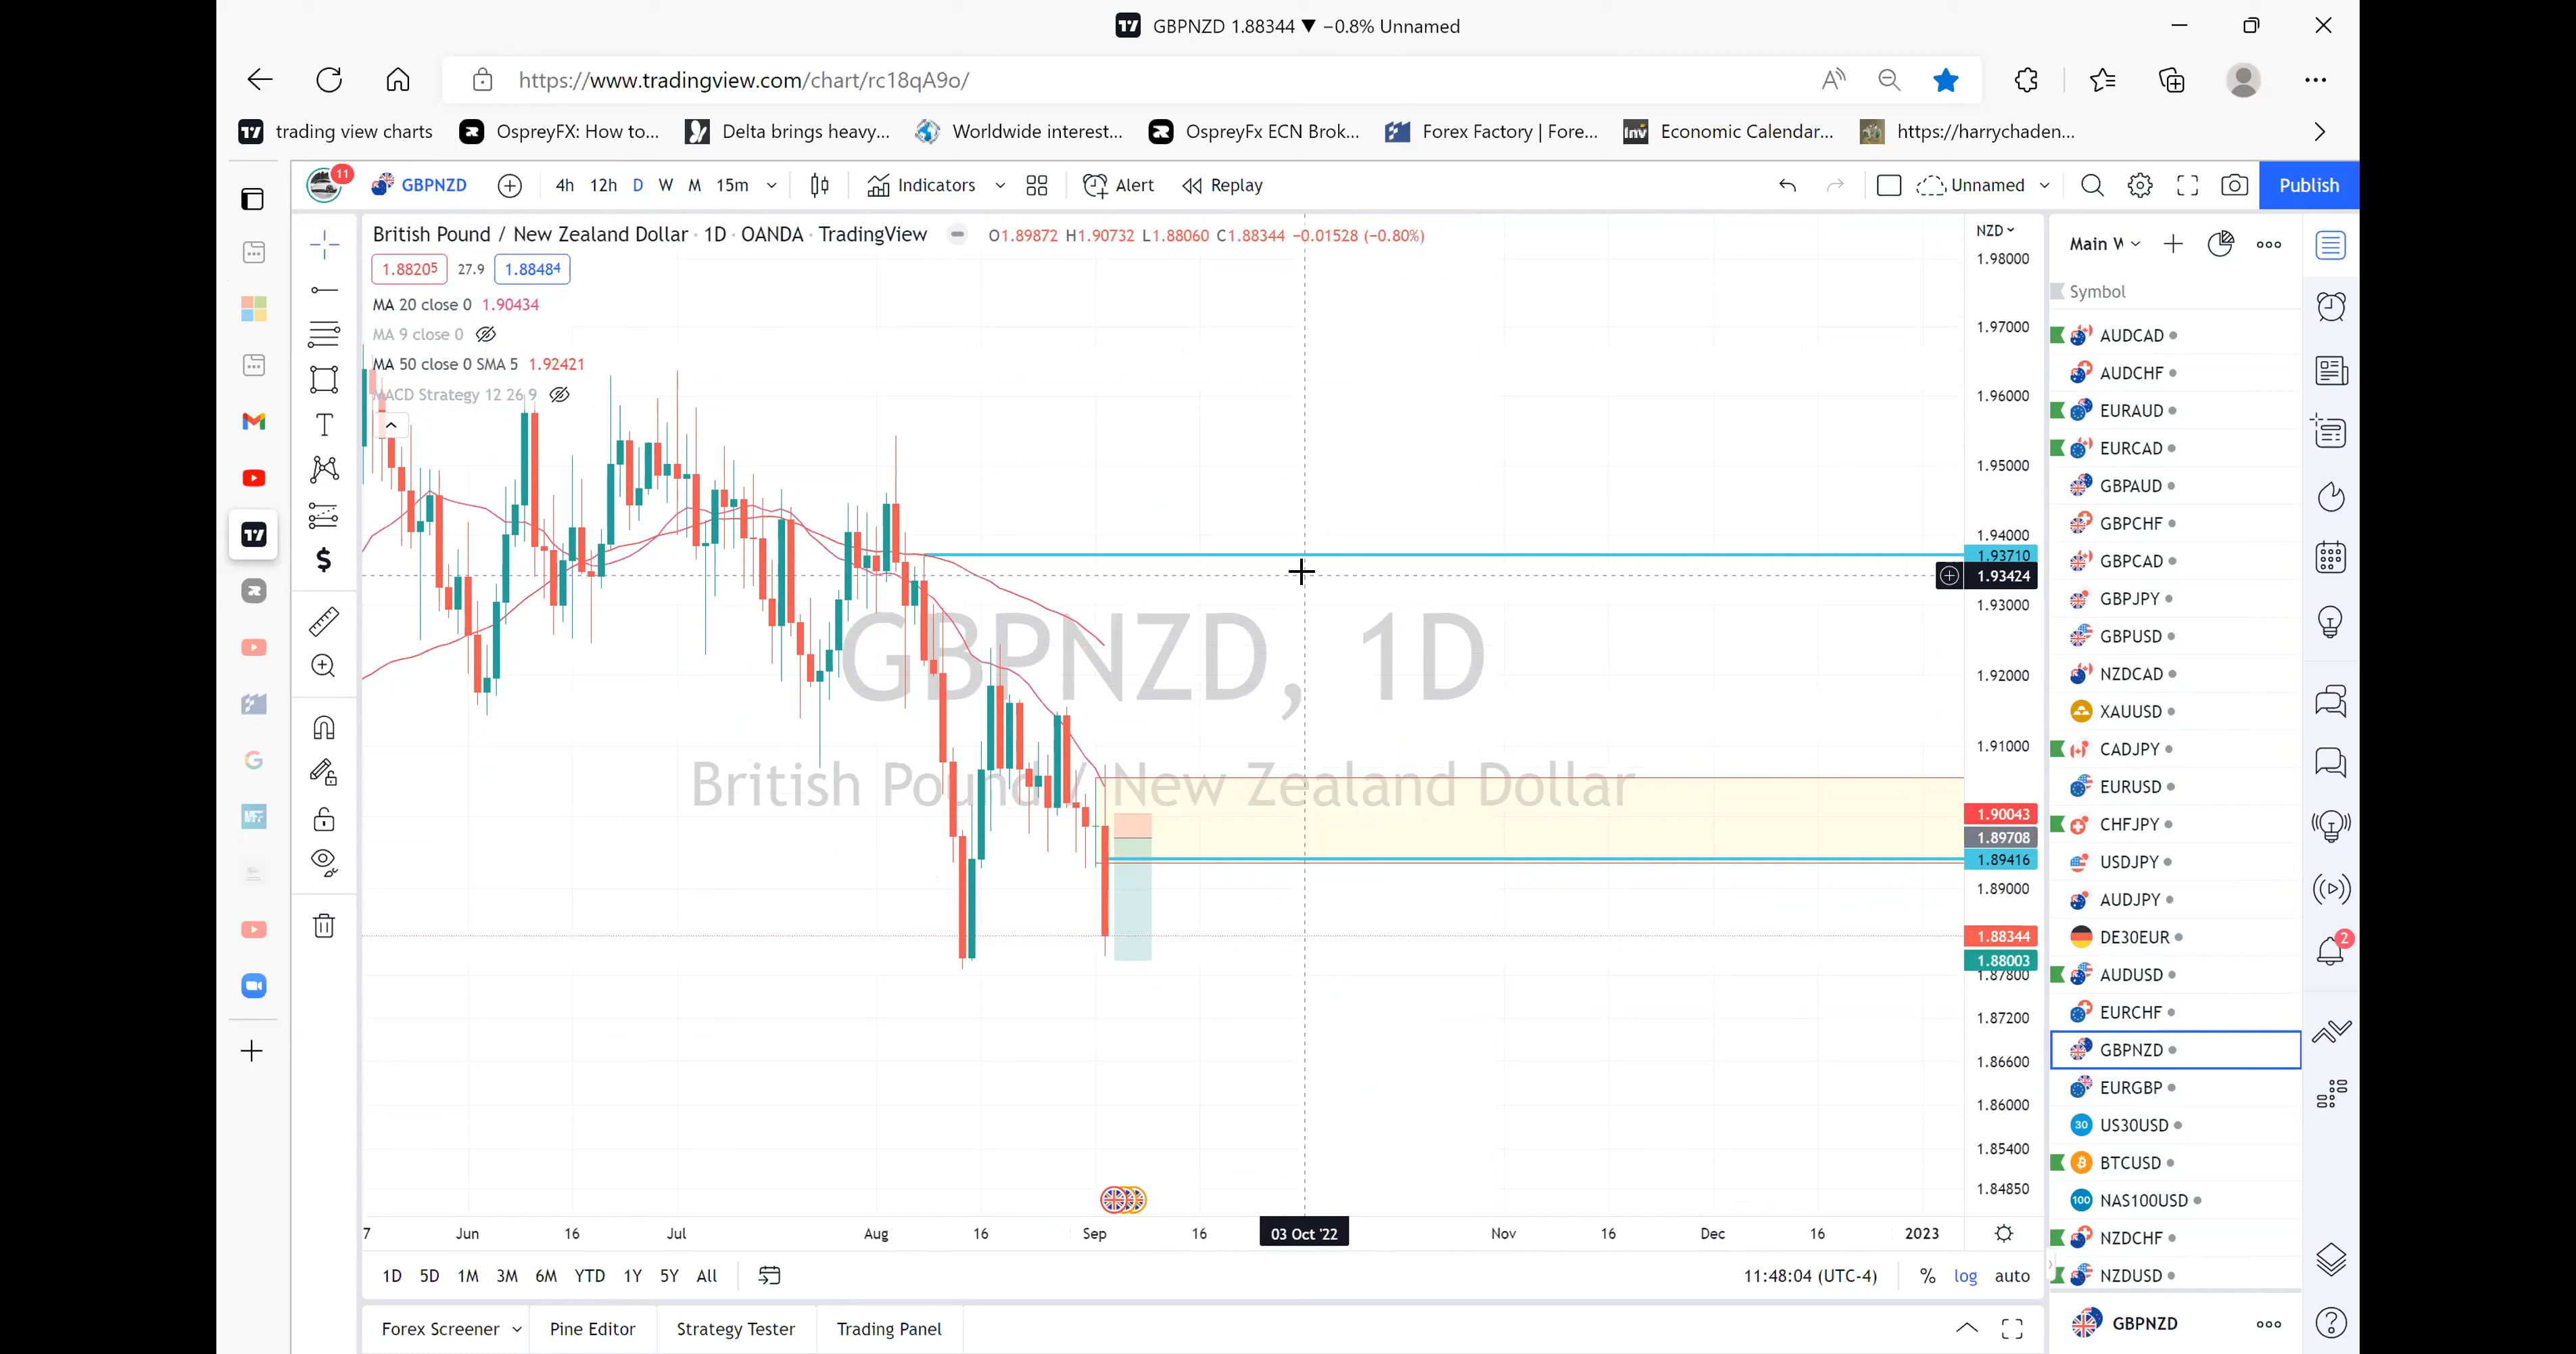 GBPNZD 1.88344 ▼ −0.8% Unnamed
https://www.tradingview.com/chart/rc18qA9o/
trading view charts
OspreyFX: How to...
Delta brings heavy...
Worldwide interest...
OspreyFx ECN Brok...
Forex Factory | Fore...
Economic Calendar...
https://harrychaden...
11
GBPNZD
4h 12h D W M 15m
Indicators
Alert
Replay
Unnamed
Publish
British Pound / New Zealand Dollar · 1D · OANDA · TradingView
O1.89872 H1.90732 L1.88060 C1.88344 −0.01528 (−0.80%)
1.88205 27.9 1.88484
MA 20 close 0 1.90434
MA 9 close 0
MA 50 close 0 SMA 5 1.92421
MACD Strategy 12 26 9
GBPNZD, 1D
British Pound / New Zealand Dollar
NZD
1.98000
1.97000
1.96000
1.95000
1.94000
1.93710
1.93424
1.93000
1.92000
1.91000
1.90043
1.89708
1.89416
1.89000
1.88344
1.88003
1.87800
1.87200
1.86600
1.86000
1.85400
1.84850
7 Jun 16 Jul Aug 16 Sep 16 03 Oct '22 Nov 16 Dec 16 2023
1D 5D 1M 3M 6M YTD 1Y 5Y All
11:48:04 (UTC-4) % log auto
Forex Screener
Pine Editor
Strategy Tester
Trading Panel
Main W
Symbol
AUDCAD
AUDCHF
EURAUD
EURCAD
GBPAUD
GBPCHF
GBPCAD
GBPJPY
GBPUSD
NZDCAD
XAUUSD
CADJPY
EURUSD
CHFJPY
USDJPY
AUDJPY
DE30EUR
AUDUSD
EURCHF
GBPNZD
EURGBP
30 US30USD
BTCUSD
100 NAS100USD
NZDCHF
NZDUSD
GBPNZD
2